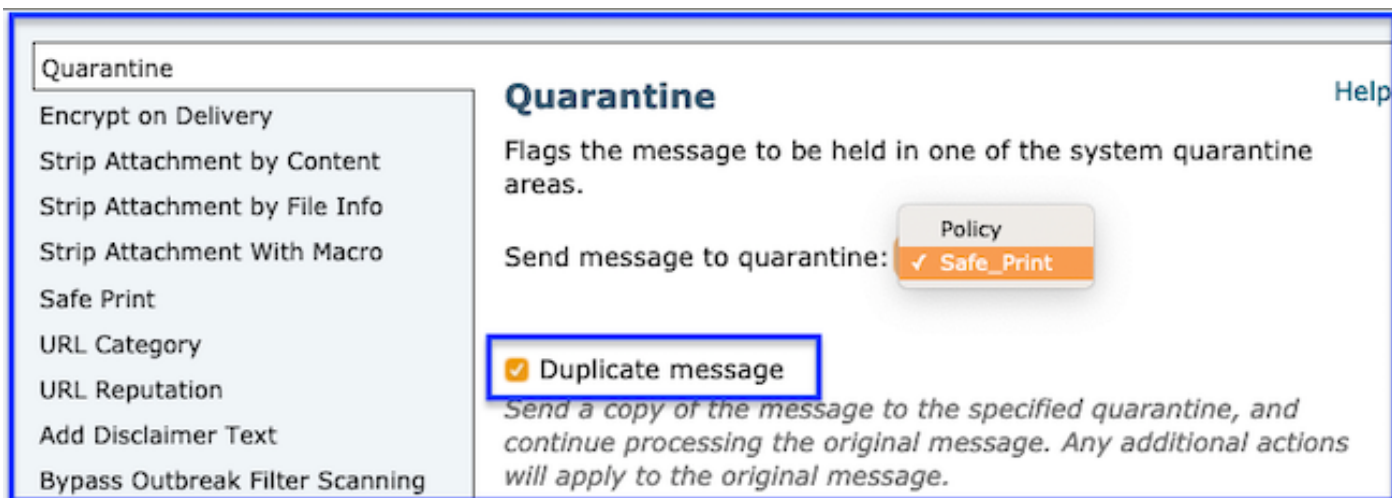 Quarantine
Encrypt on Delivery
Strip Attachment by Content
Strip Attachment by File Info
Strip Attachment With Macro
Safe Print
URL Category
URL Reputation
Add Disclaimer Text
Bypass Outbreak Filter Scanning
Quarantine
Help
Flags the message to be held in one of the system quarantine
areas.
Send message to quarantine:
Policy
✓ Safe_Print
Duplicate message
Send a copy of the message to the specified quarantine, and
continue processing the original message. Any additional actions
will apply to the original message.